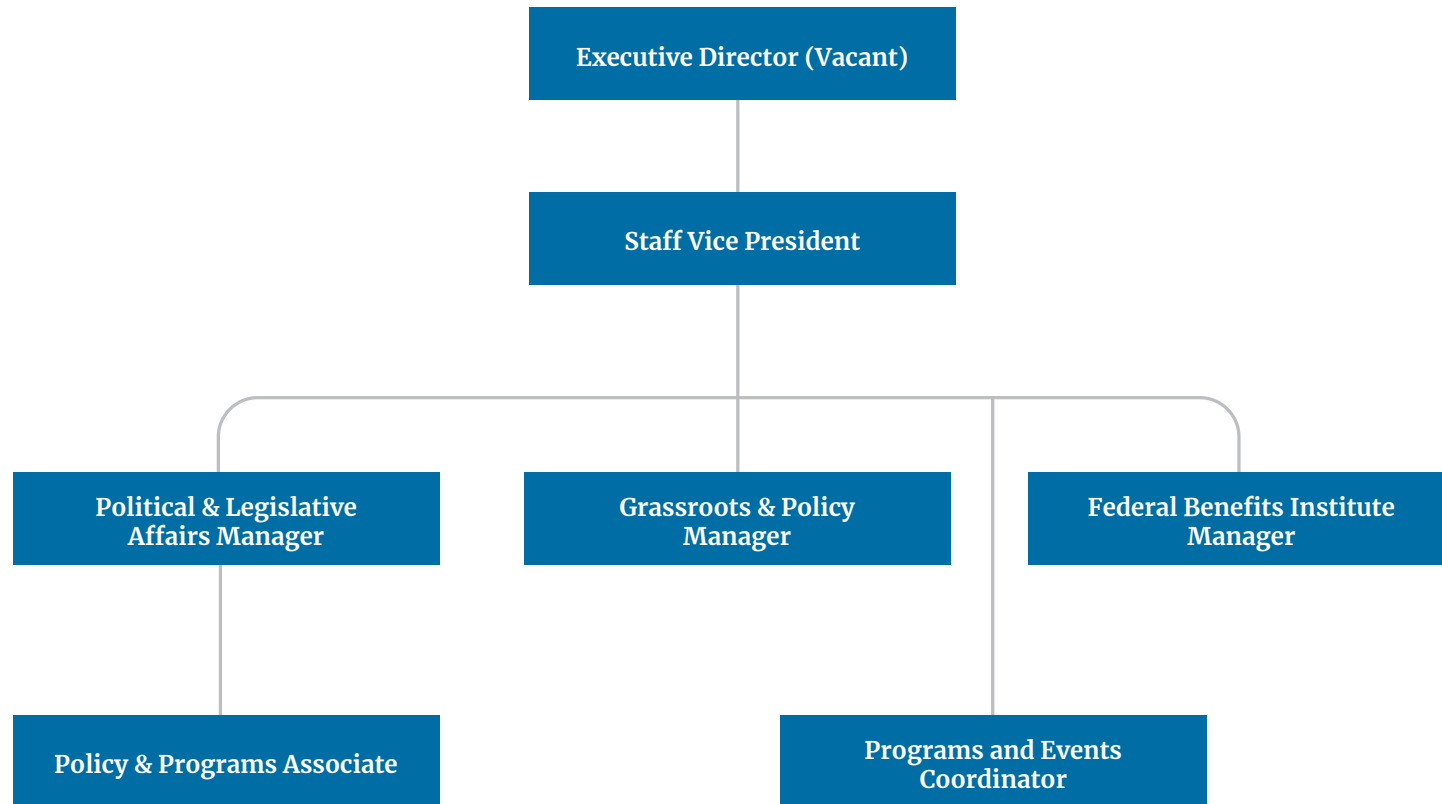 Executive Director (Vacant)
Staff Vice President
Political & Legislative
Affairs Manager
Grassroots & Policy
Manager
Federal Benefits Institute
Manager
Policy & Programs Associate
Programs and Events
Coordinator